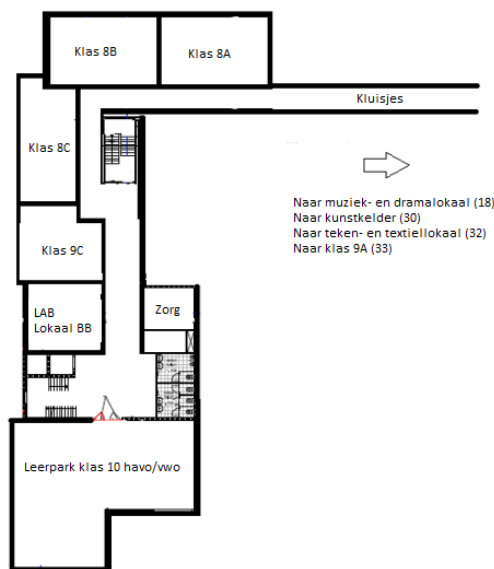 Klas 8B
Klas 8A
Kluisjes
Klas 8C
Naar muziek- en dramalokaal (18)
Naar kunstkelder (30)
Naar teken- en textiellokaal (32)
Naar klas 9A (33)
Klas 9C
LAB
Lokaal BB
Zorg
Leerpark klas 10 havo/vwo